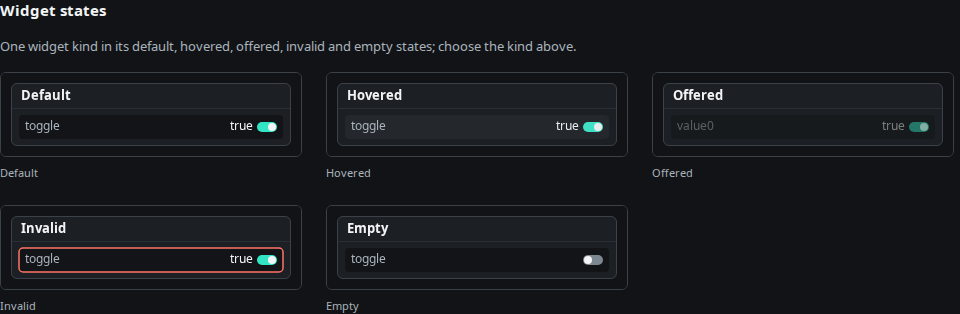 Widget states
One widget kind in its default, hovered, offered, invalid and empty states; choose the kind above.
Default
toggle true
Default
Hovered
toggle true
Hovered
Offered
value0 true
Offered
Invalid
toggle true
Invalid
Empty
toggle
Empty